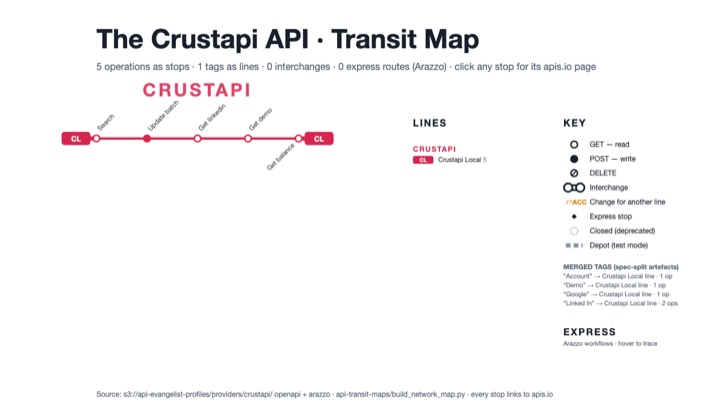 The Crustapi API · Transit Map
5 operations as stops · 1 tags as lines · 0 interchanges · 0 express routes (Arazzo) · click any stop for its apis.io page
CRUSTAPI
Search
Update batch
Get linkedin
Get demo
Get balance
CL
CL
LINES
CRUSTAPI
CL Crustapi Local 5
KEY
GET — read
POST — write
DELETE
Interchange
ACC Change for another line
Express stop
Closed (deprecated)
Depot (test mode)
MERGED TAGS (spec-split artefacts)
"Account" → Crustapi Local line · 1 op
"Demo" → Crustapi Local line · 1 op
"Google" → Crustapi Local line · 1 op
"Linked In" → Crustapi Local line · 2 ops
EXPRESS
Arazzo workflows · hover to trace
Source: s3://api-evangelist-profiles/providers/crustapi/ openapi + arazzo · api-transit-maps/build_network_map.py · every stop links to apis.io